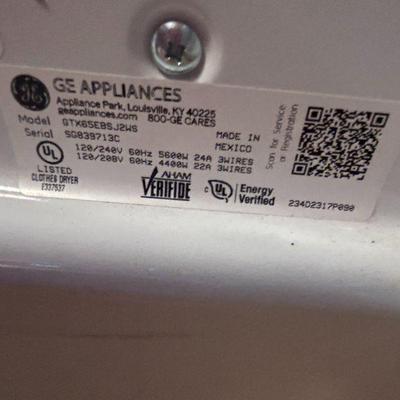 GE APPLIANCES
Appliance Park, Louisville, KY 40225
geappliances.com 800-GE CARES
Model GTX65EBSJ2WS
Serial SG839713C
MADE IN
MEXICO
Scan for Service
or Registration
UL
LISTED
CLOTHES DRYER
E337537
120/240V 60Hz 5600W 24A 3WIRES
120/208V 60Hz 4400W 22A 3WIRES
AHAM
VERIFIDE
c UL
Energy
Verified
234D2317P090